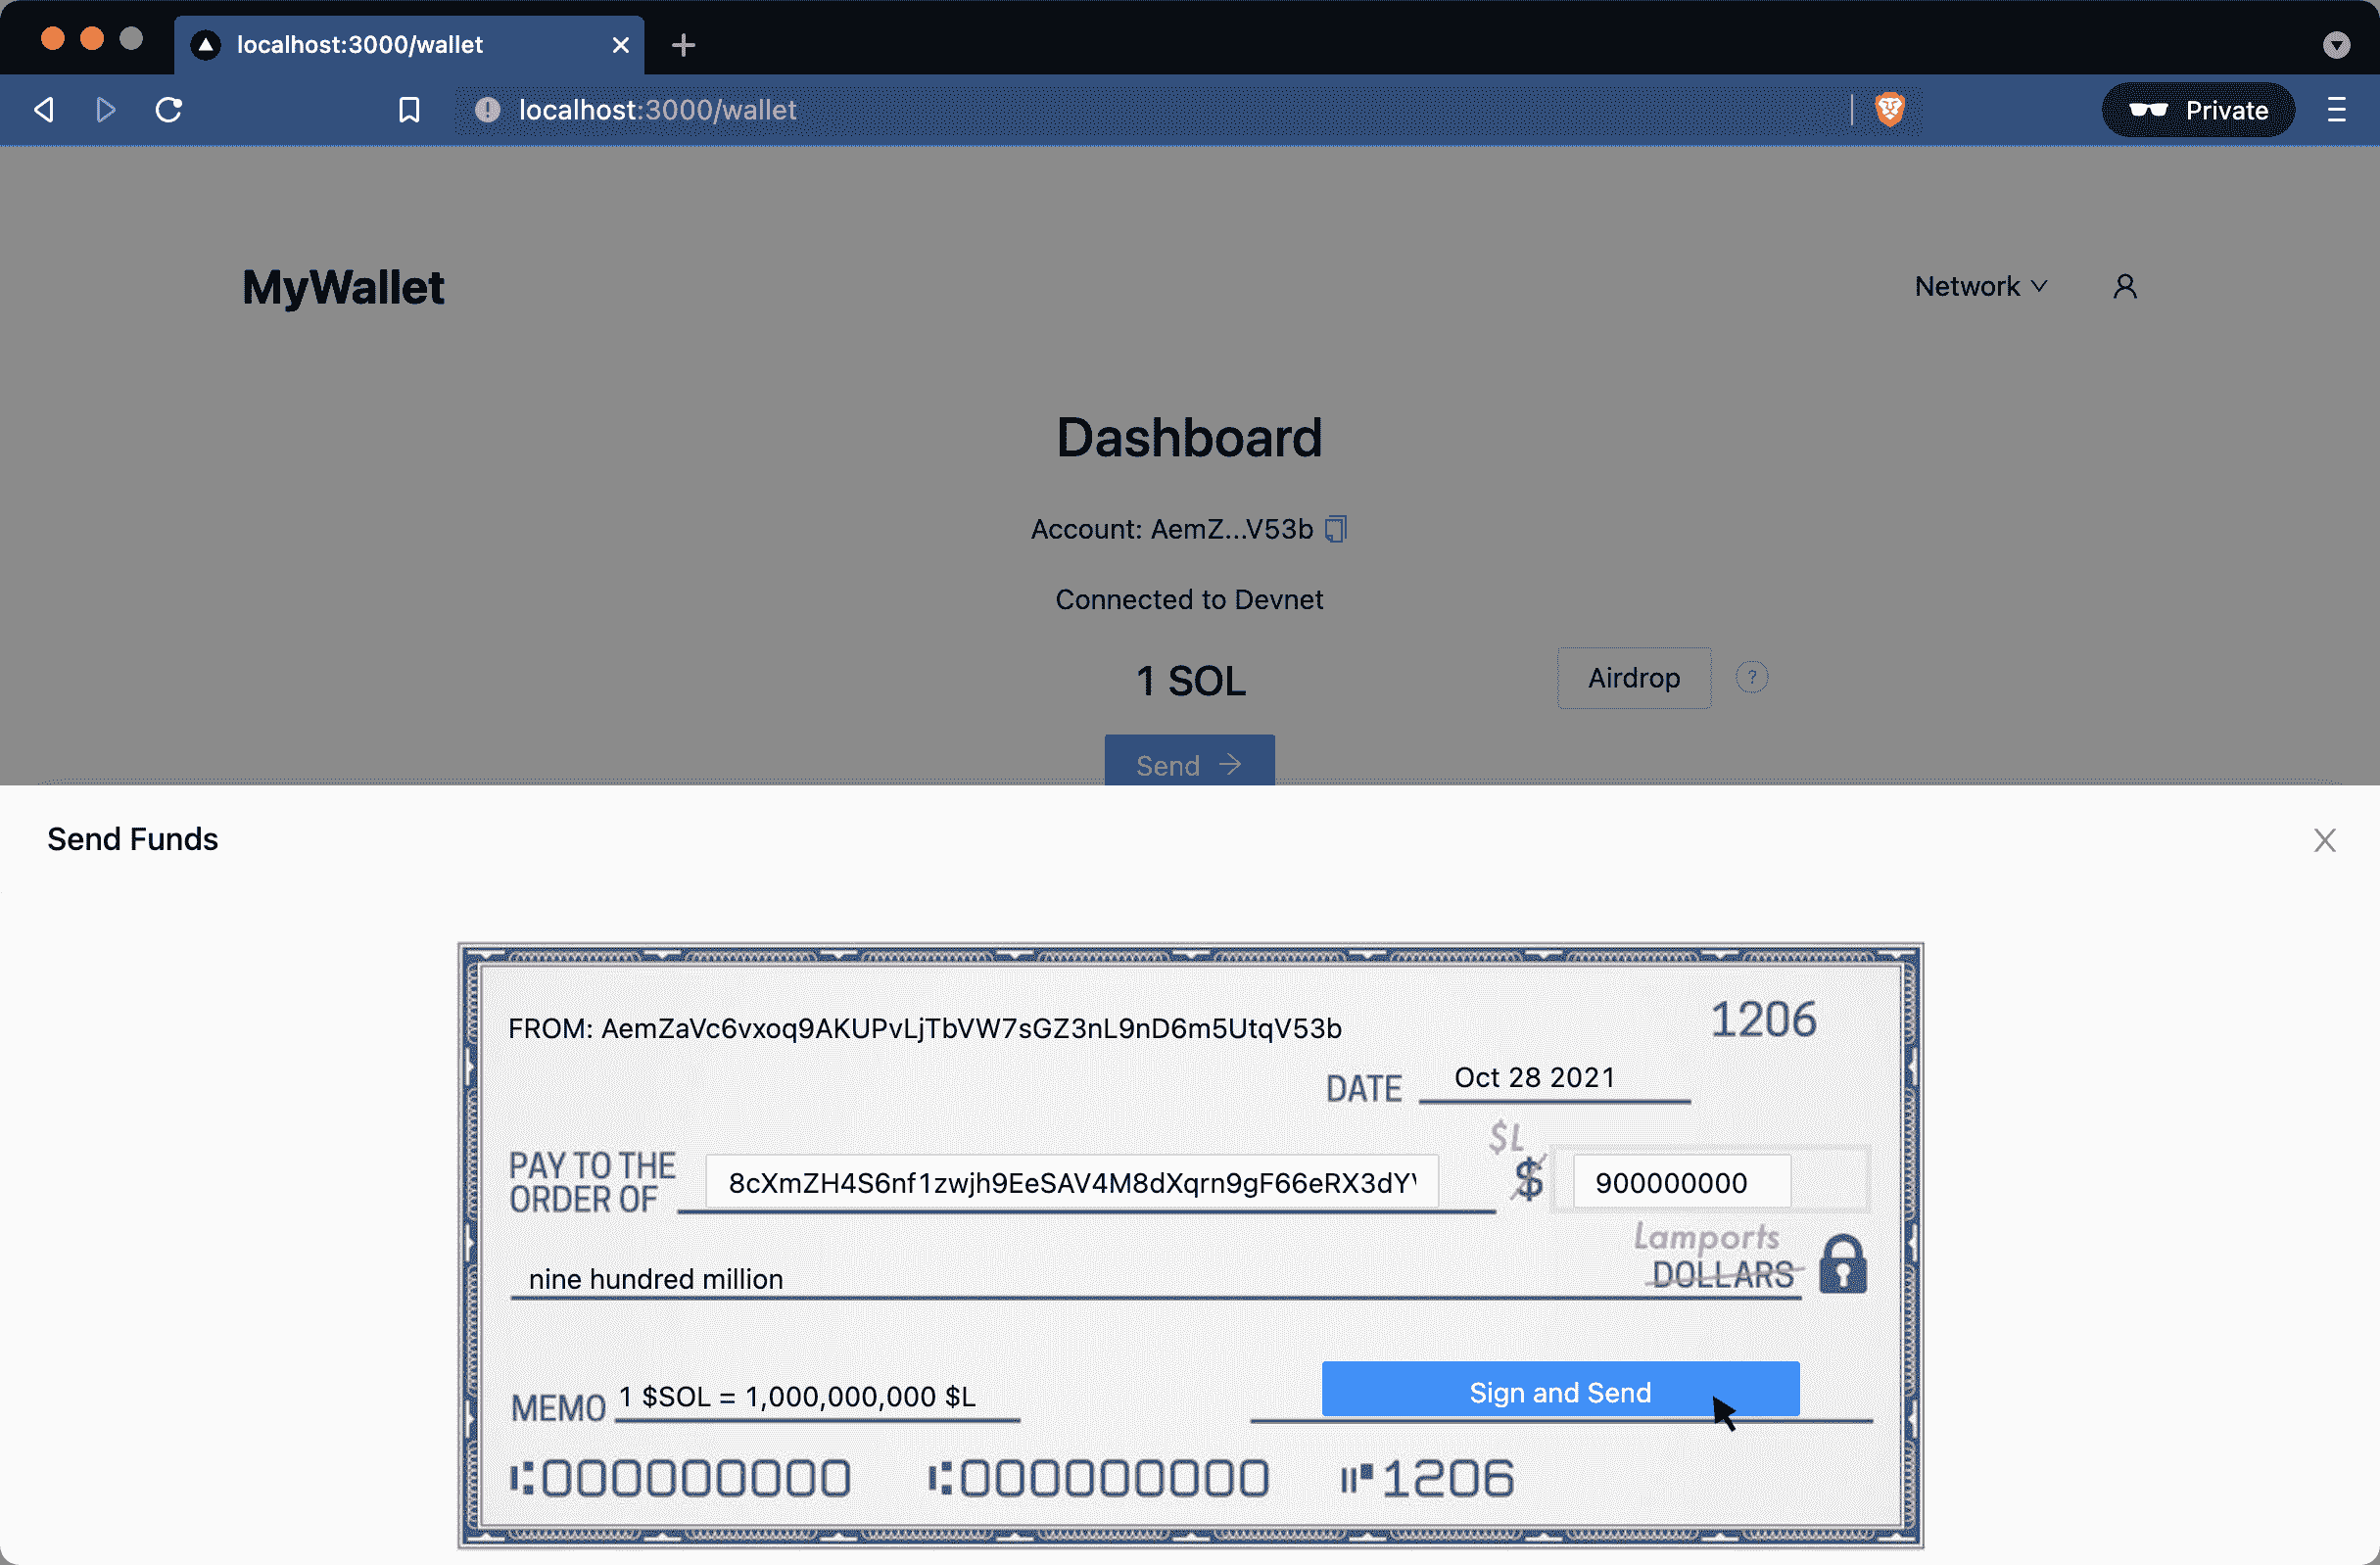 localhost:3000/wallet
localhost:3000/wallet
Private
MyWallet
Network
Dashboard
Account: AemZ...V53b
Connected to Devnet
1 SOL
Airdrop
?
Send →
Send Funds
X
FROM: AemZaVc6vxoq9AKUPvLjTbVW7sGZ3nL9nD6m5UtqV53b
1206
DATE Oct 28 2021
$L
PAY TO THE
ORDER OF
8cXmZH4S6nf1zwjh9EeSAV4M8dXqrn9gF66eRX3dY
$ 900000000
Lamports
nine hundred million
DOLLARS
MEMO 1 $SOL = 1,000,000,000 $L
Sign and Send
⑆000000000 ⑆000000000 ⑈1206